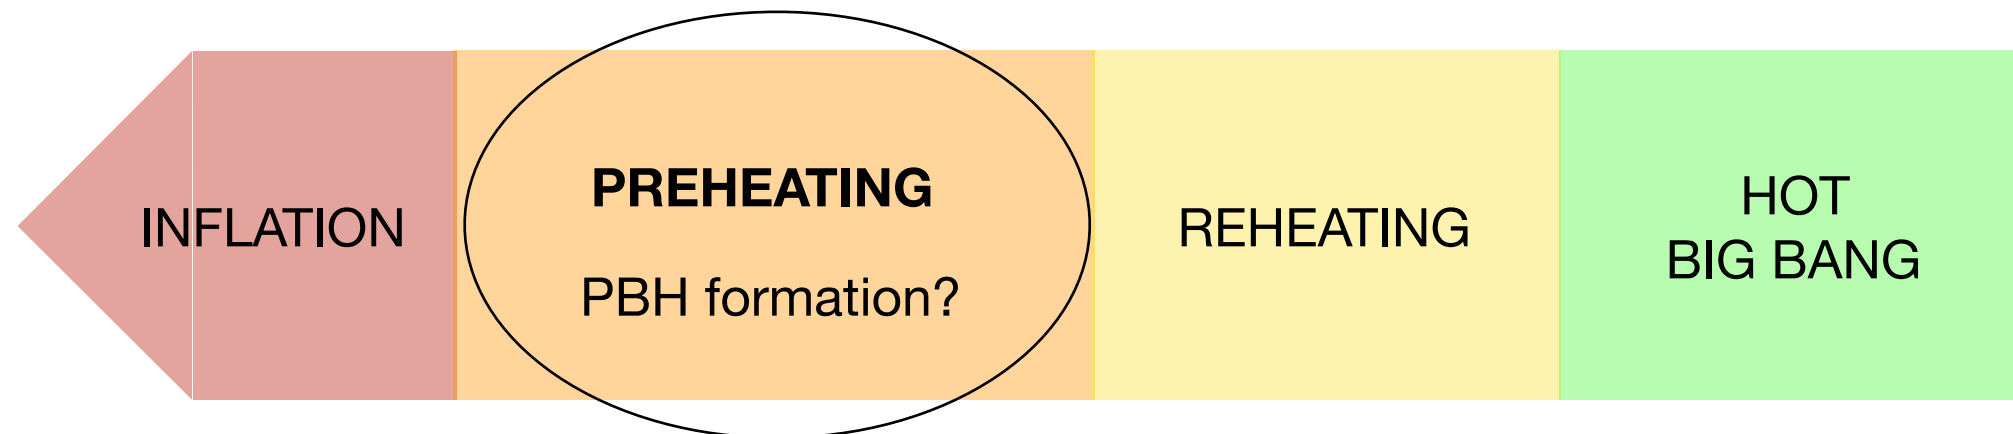 INFLATION
PREHEATING
PBH formation?
REHEATING
HOT
BIG BANG